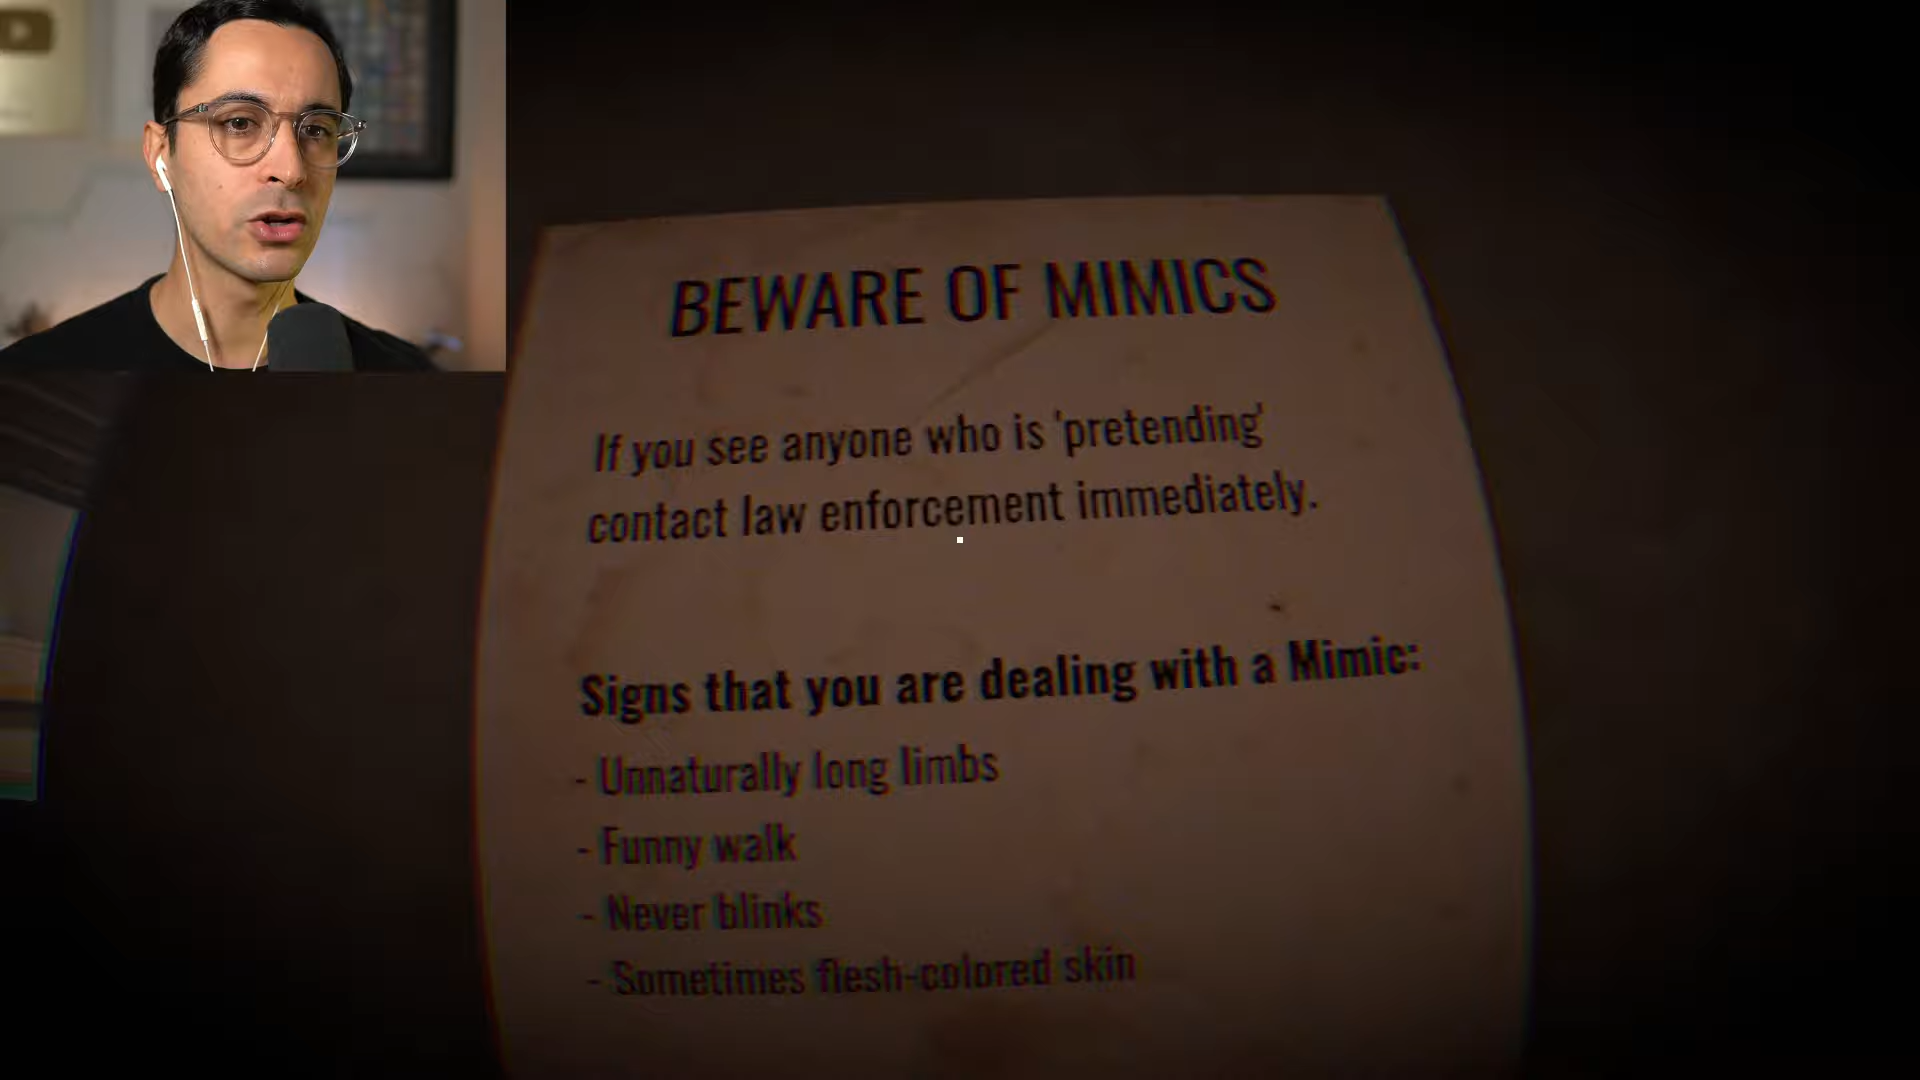 BEWARE OF MIMICS
If you see anyone who is 'pretending'
contact law enforcement immediately.
Signs that you are dealing with a Mimic:
- Unnaturally long limbs
- Funny walk
- Never blinks
- Sometimes flesh-colored skin